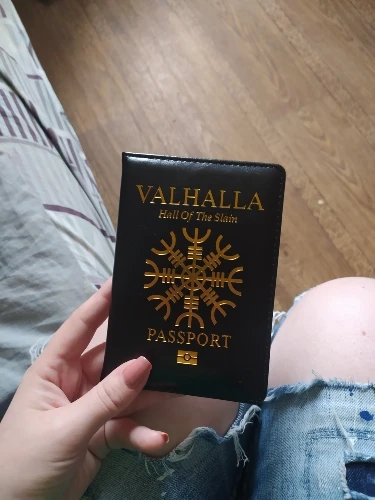 VALHALLA
Hall Of The Slain
PASSPORT